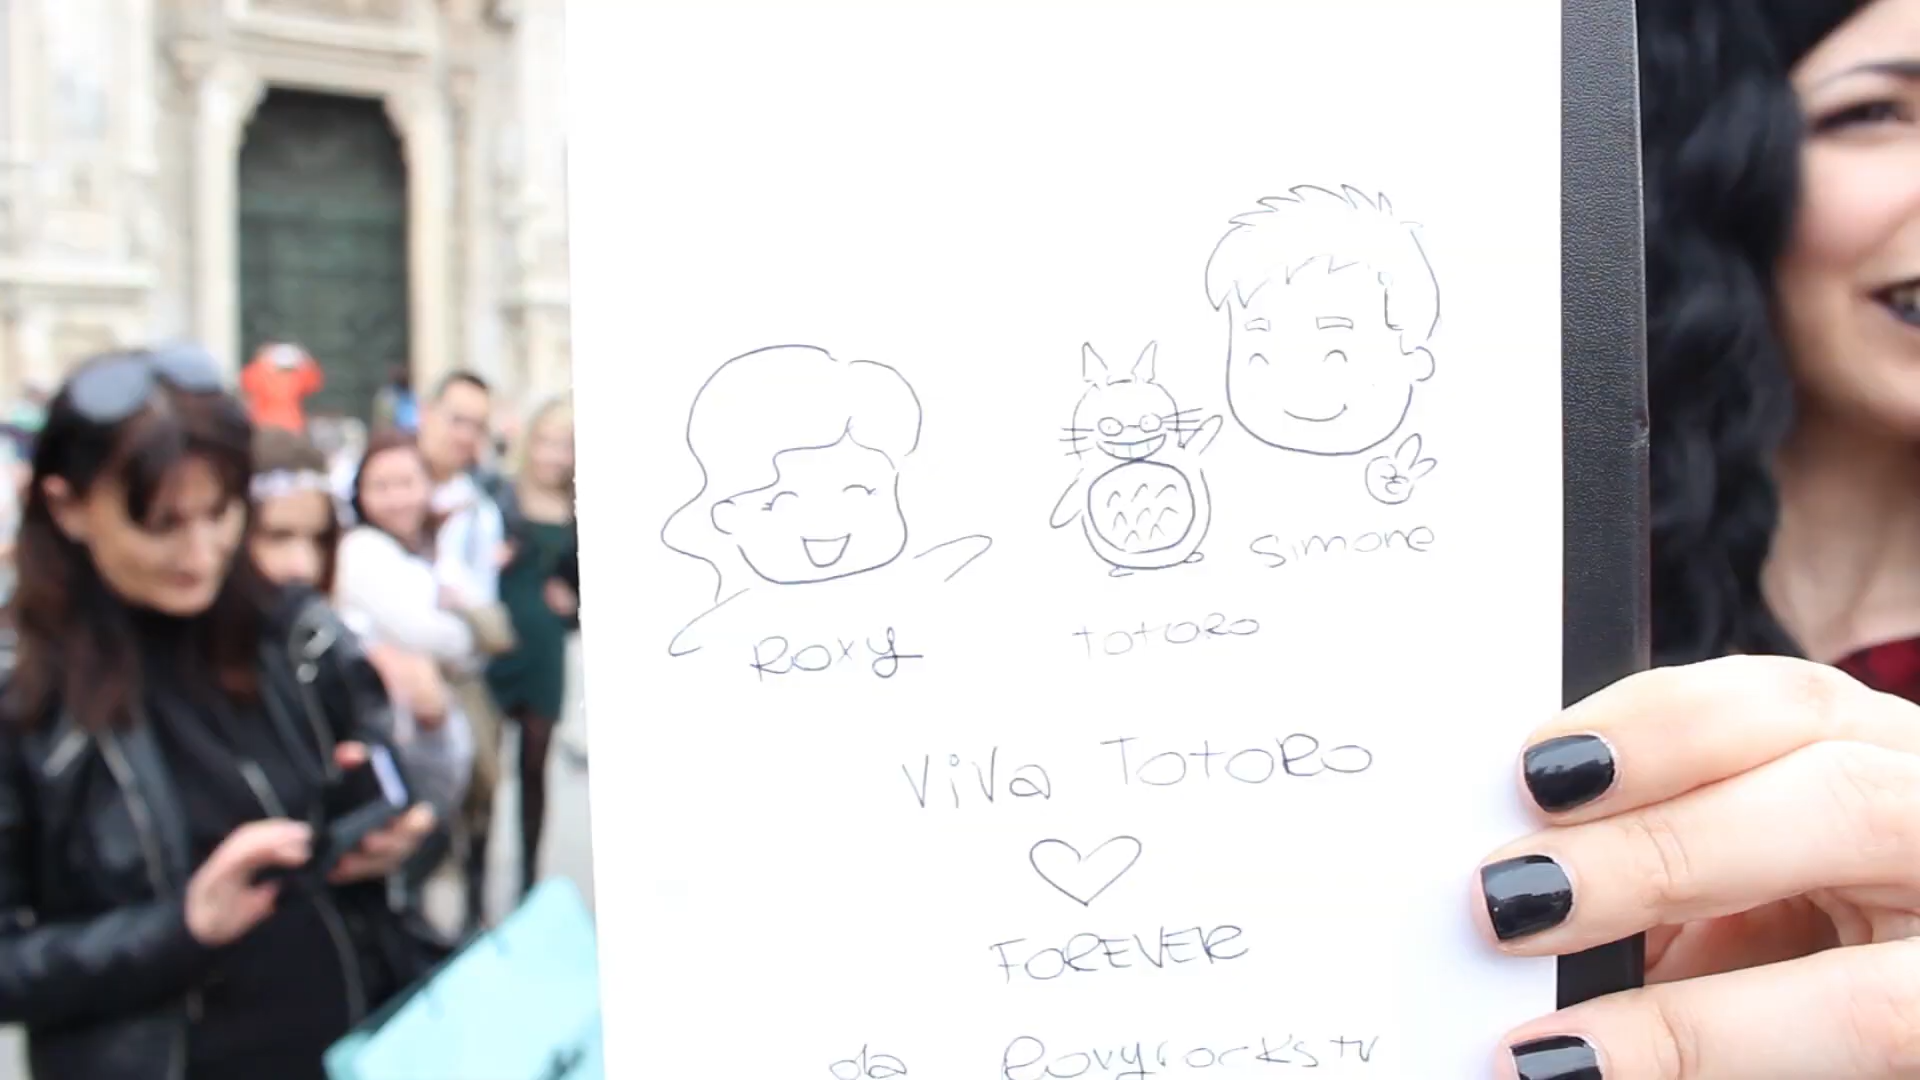 Simone
Roxy
totoro
ViVa TotoRo
FOREVER
da Roxyrockstv